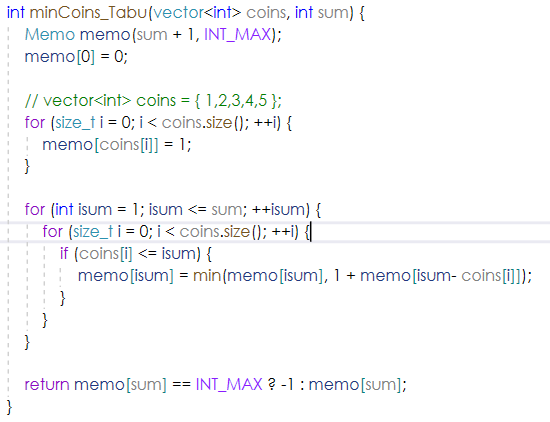 int minCoins_Tabu(vector<int> coins, int sum) {
Memo memo(sum + 1, INT_MAX);
memo[0] = 0;
// vector<int> coins = { 1,2,3,4,5 };
for (size_t i = 0; i < coins.size(); ++i) {
memo[coins[i]] = 1;
}
for (int isum = 1; isum <= sum; ++isum) {
for (size_t i = 0; i < coins.size(); ++i) {
if (coins[i] <= isum) {
memo[isum] = min(memo[isum], 1 + memo[isum- coins[i]]);
}
}
}
return memo[sum] == INT_MAX ? -1 : memo[sum];
}